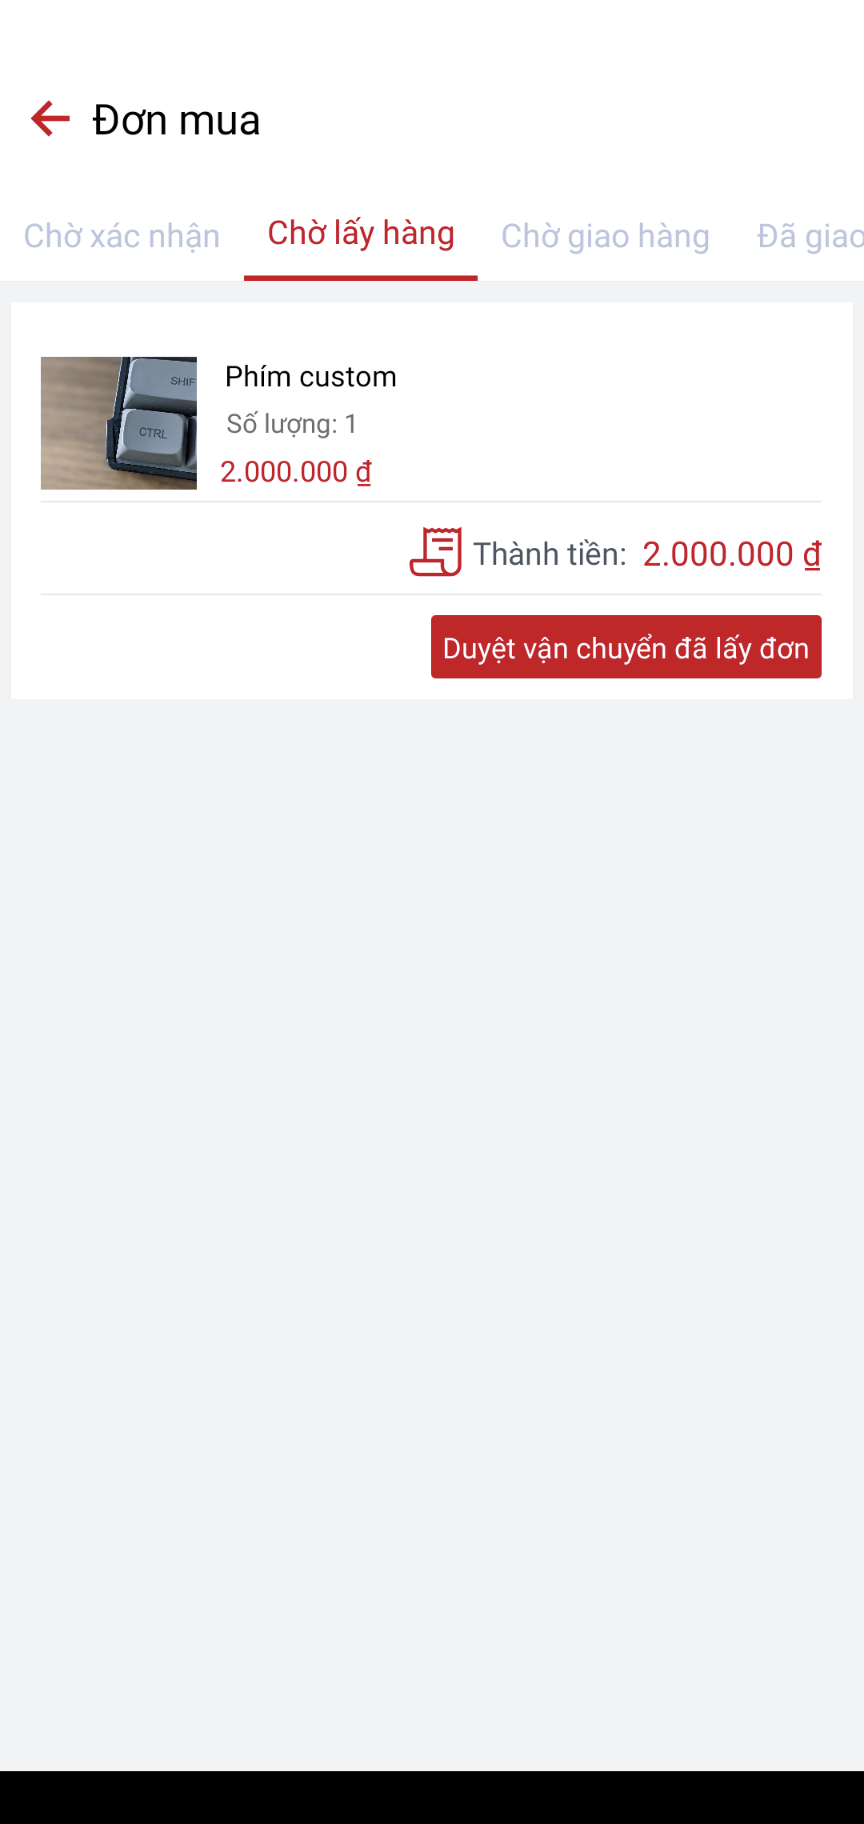 Đơn mua
Chờ xác nhận Chờ lấy hàng Chờ giao hàng Đã giao
SHIF
CTRL
Phím custom
Số lượng: 1
2.000.000 ₫
Thành tiền: 2.000.000 ₫
Duyệt vận chuyển đã lấy đơn